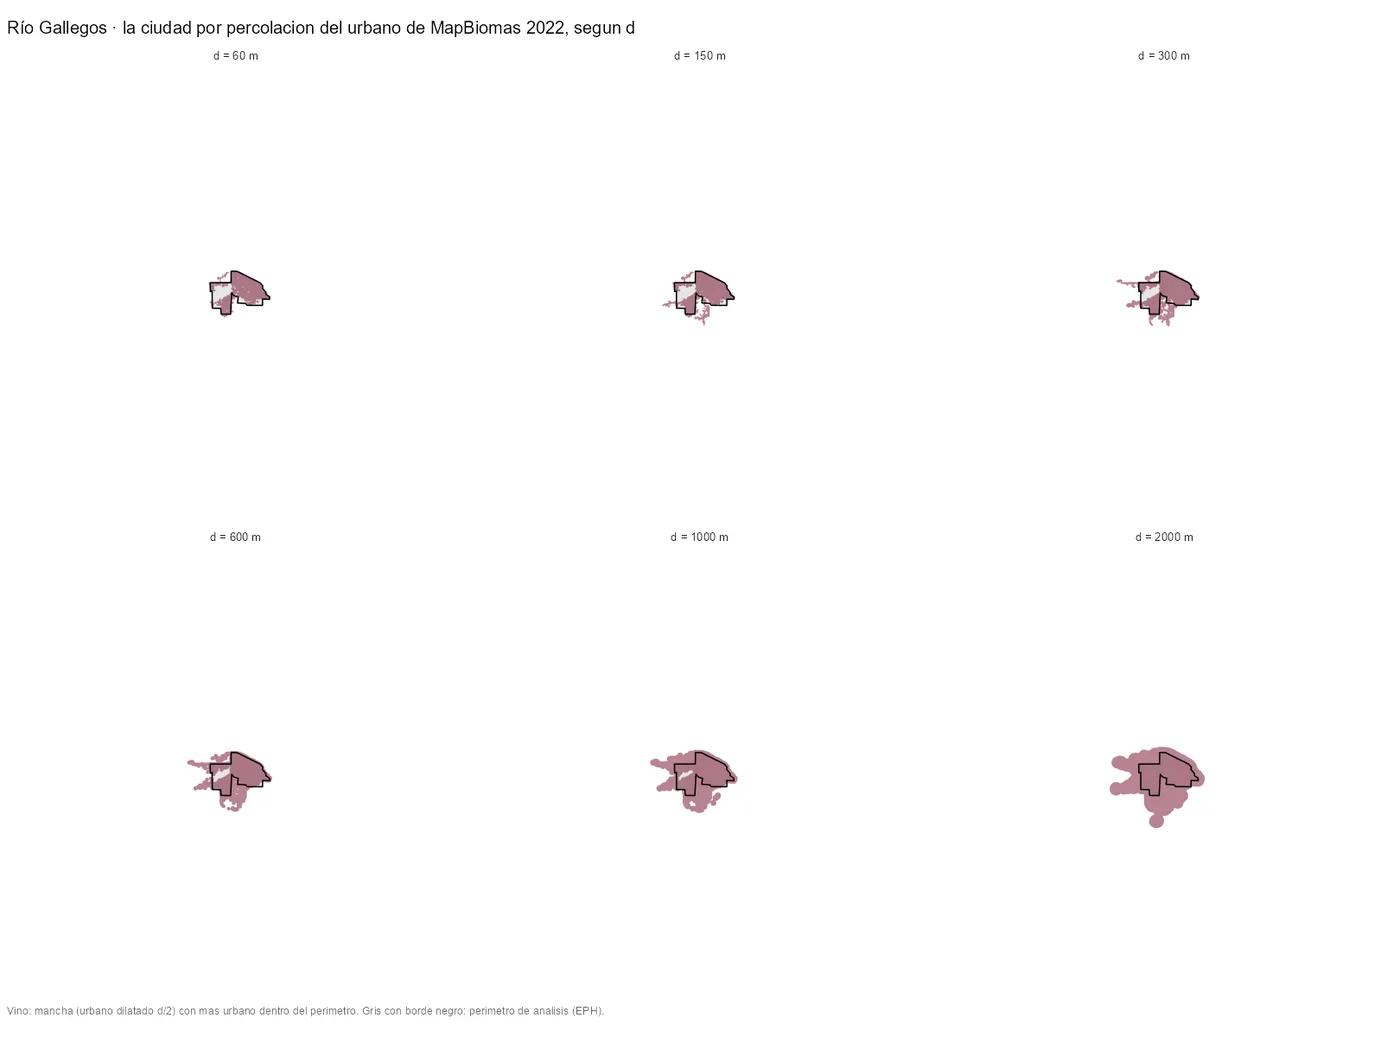 Río Gallegos · la ciudad por percolacion del urbano de MapBiomas 2022, segun d
d = 60 m
d = 150 m
d = 300 m
d = 600 m
d = 1000 m
d = 2000 m
Vino: mancha (urbano dilatado d/2) con mas urbano dentro del perimetro. Gris con borde negro: perimetro de analisis (EPH).